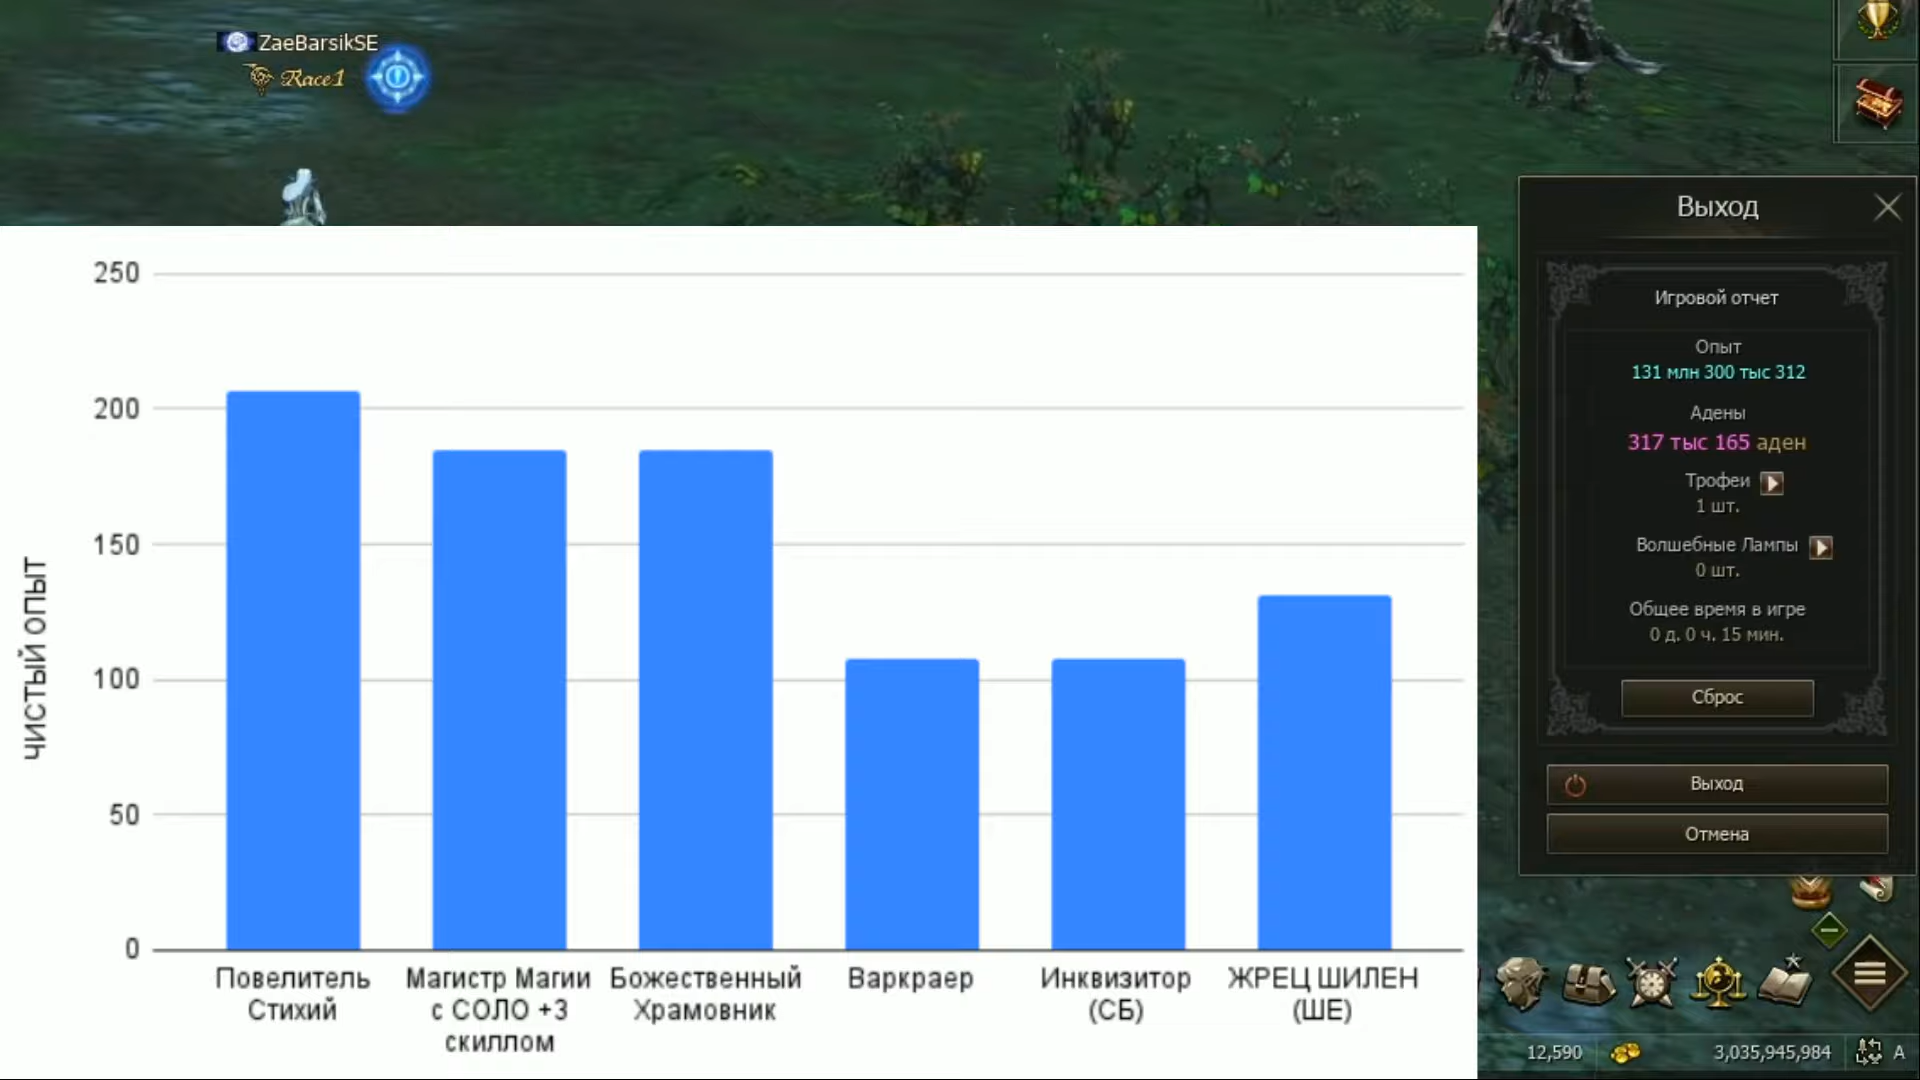 ZaeBarsikSE
Race1
250
200
150
100
50
0
ЧИСТЫЙ ОПЫТ
Повелитель
Стихий
Магистр Магии
с СОЛО +3
скиллом
Божественный
Храмовник
Варкраер
Инквизитор
(СБ)
ЖРЕЦ ШИЛЕН
(ШЕ)
Выход
Игровой отчет
Опыт
131 млн 300 тыс 312
Адены
317 тыс 165 аден
Трофеи
1 шт.
Волшебные Лампы
0 шт.
Общее время в игре
0 д. 0 ч. 15 мин.
Сброс
Выход
Отмена
12,590
3,035,945,984
A